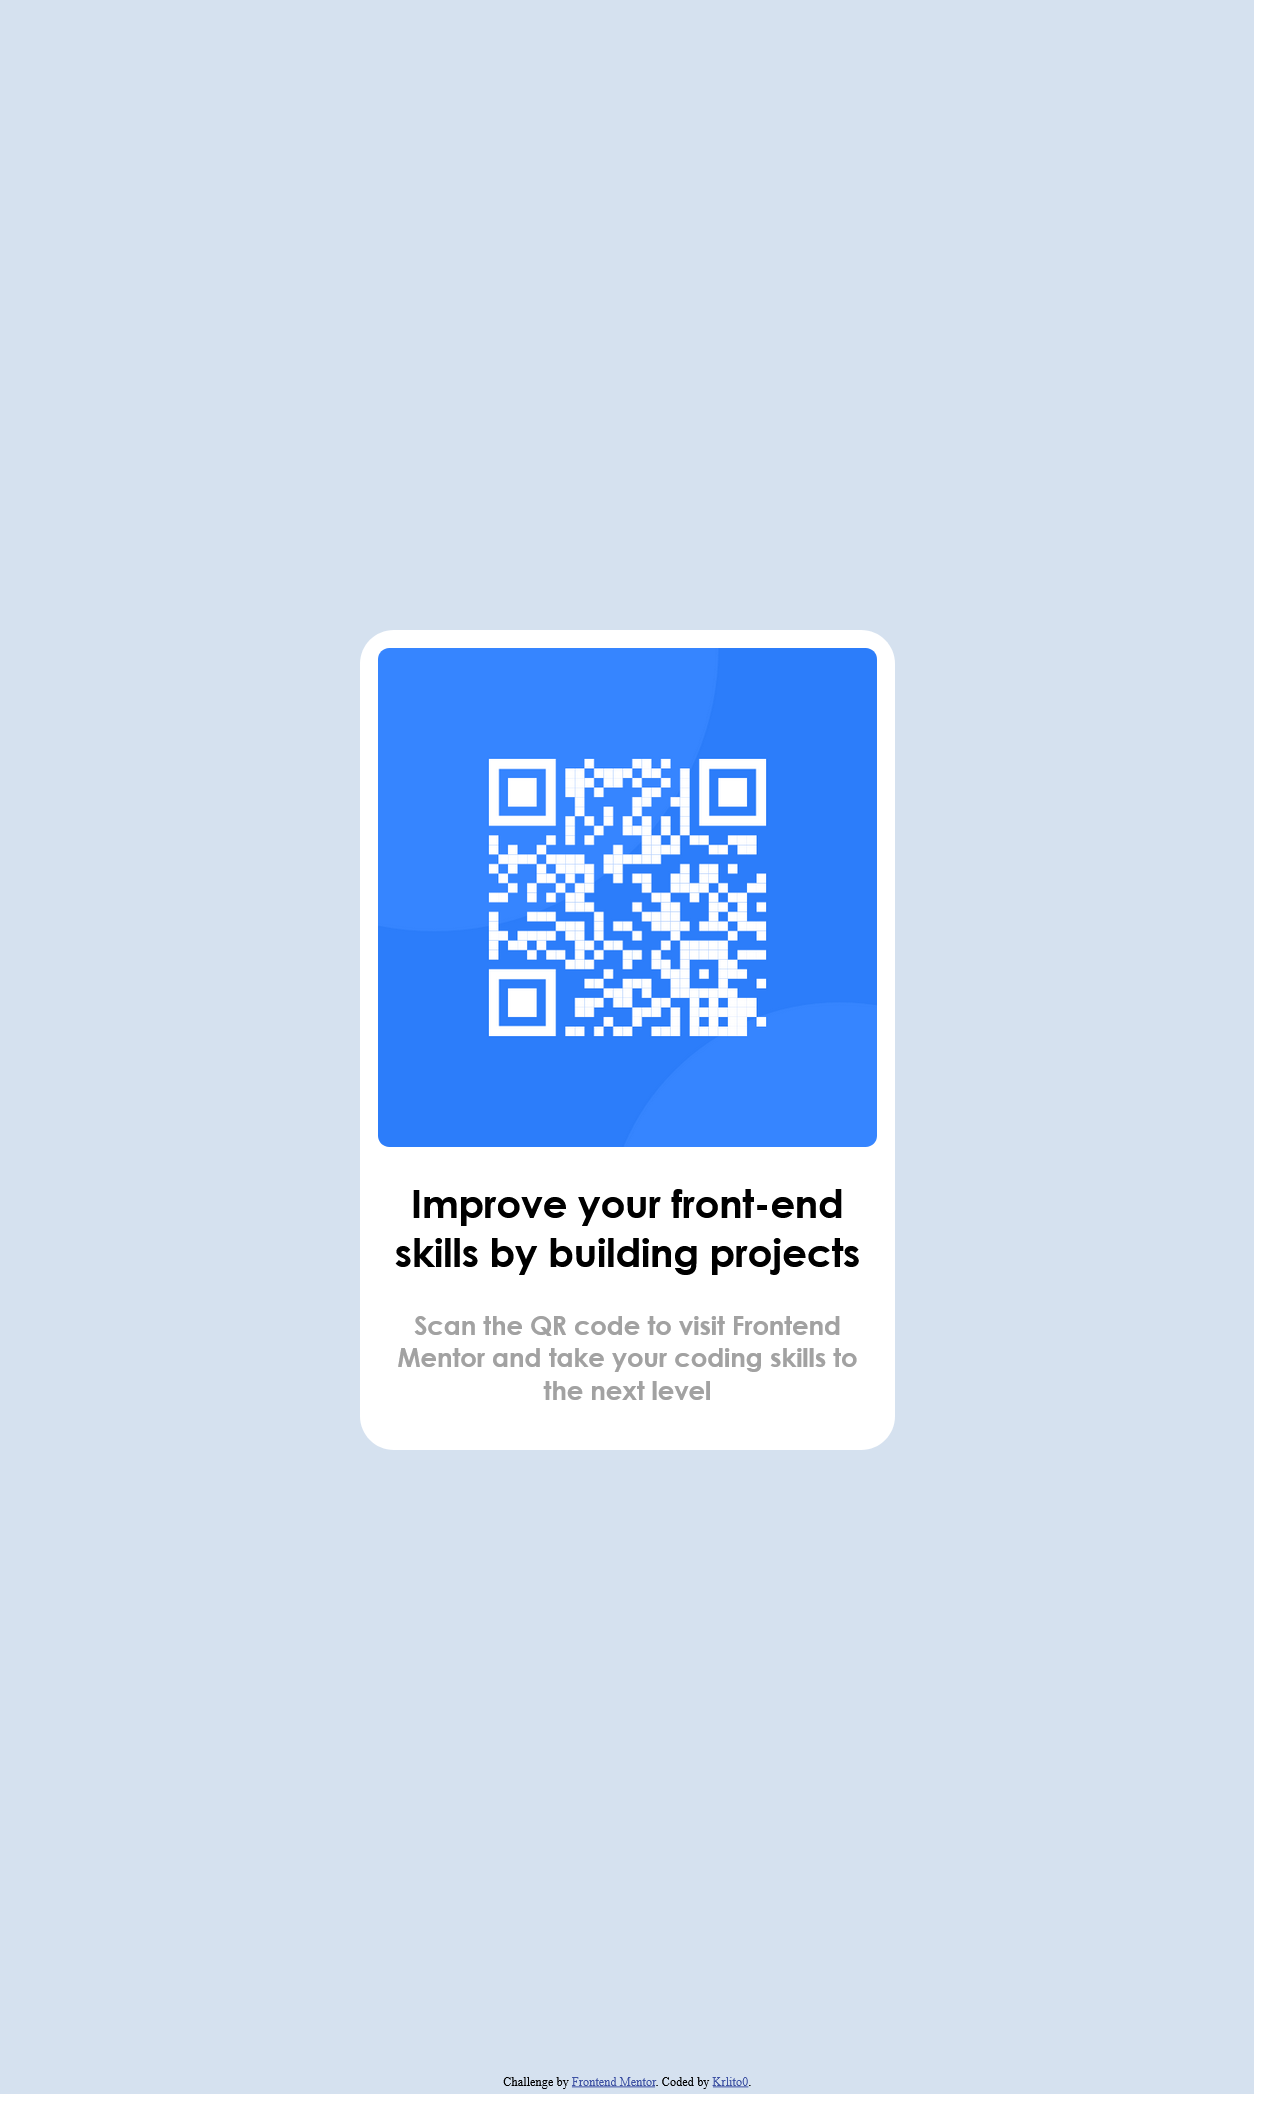 Improve your front-end
skills by building projects
Scan the QR code to visit Frontend
Mentor and take your coding skills to
the next level
Challenge by Frontend Mentor. Coded by Krlito0.